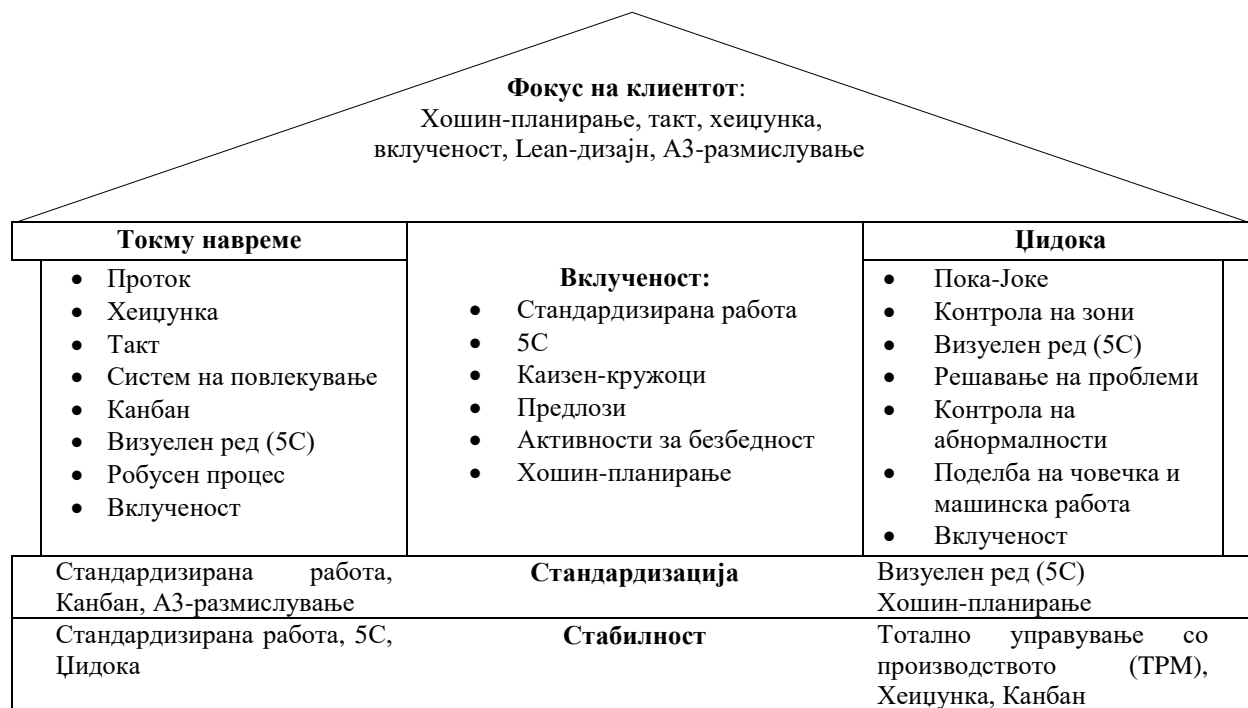 Фокус на клиентот:
Хошин-планирање, такт, хеиџунка,
вклученост, Lean-дизајн, А3-размислување
Токму навреме
• Проток
• Хеиџунка
• Такт
• Систем на повлекување
• Канбан
• Визуелен ред (5С)
• Робусен процес
• Вклученост
Вклученост:
• Стандардизирана работа
• 5С
• Каизен-кружоци
• Предлози
• Активности за безбедност
• Хошин-планирање
Џидока
• Пока-Јоке
• Контрола на зони
• Визуелен ред (5С)
• Решавање на проблеми
• Контрола на
абнормалности
• Поделба на човечка и
машинска работа
• Вклученост
Стандардизирана работа,
Канбан, А3-размислување
Стандардизација
Визуелен ред (5С)
Хошин-планирање
Стандардизирана работа, 5С,
Џидока
Стабилност
Тотално управување со
производството (ТРМ),
Хеиџунка, Канбан